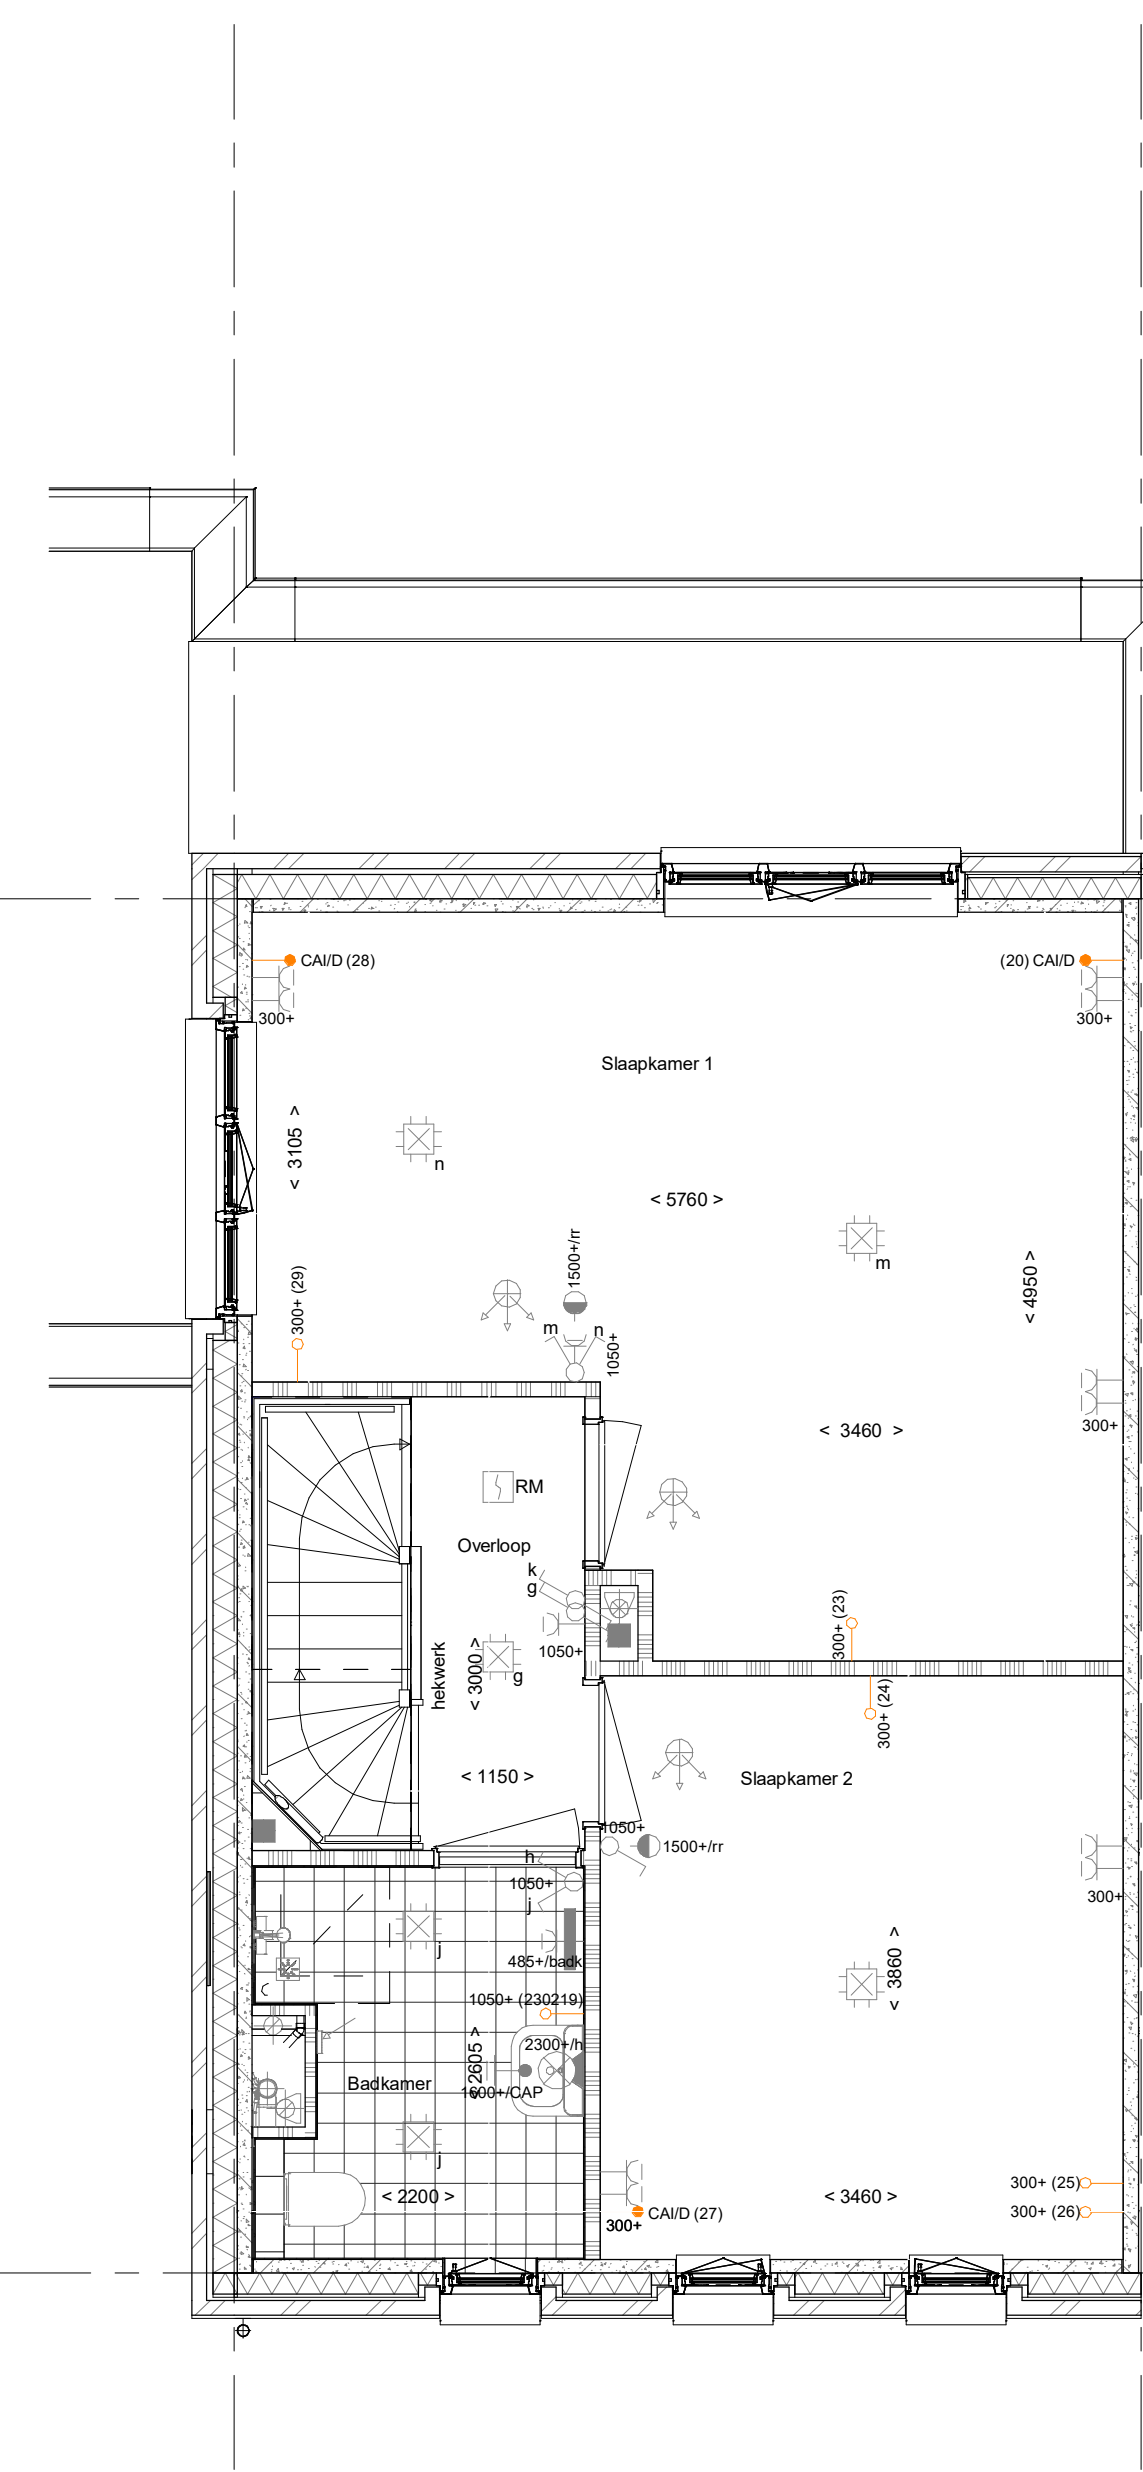 CAI/D (28)
(20) CAI/D
300+
300+
Slaapkamer 1
< 3105 >
n
< 5760 >
m
1500+/rr
< 4950 >
300+ (29)
m
n
1050+
300+
< 3460 >
RM
Overloop
k
g
1050+
300+ (23)
hekwerk
< 3000 >
g
300+ (24)
< 1150 >
Slaapkamer 2
1050+
1500+/rr
h
1050+
j
300+
j
485+/badk
< 3860 >
1050+ (230219)
< 2605 >
2300+/h
Badkamer
1600+/CAP
j
< 2200 >
< 3460 >
300+ (25)
300+ (26)
CAI/D (27)
300+